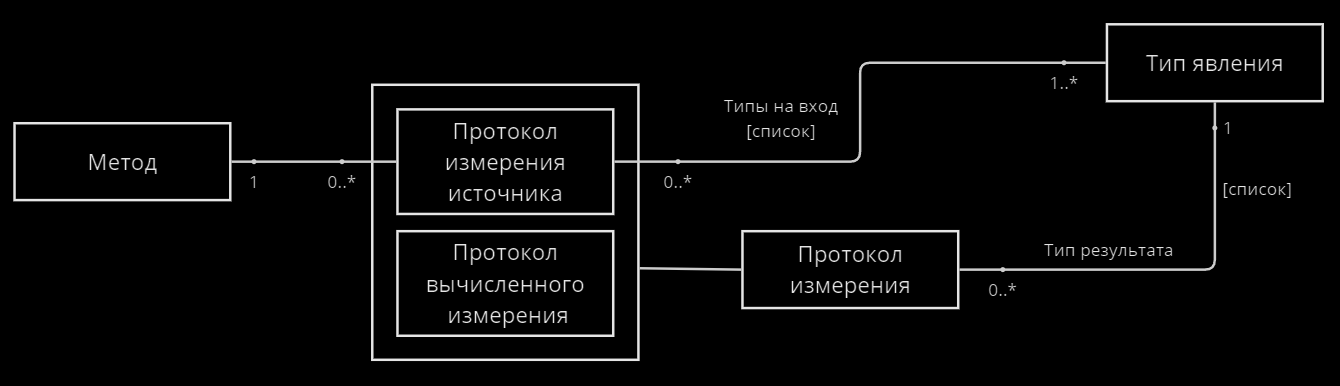 Тип явления
1..*
Типы на вход
[список]
Протокол
измерения
источника
Метод
1
0..*
0..*
1
[список]
Протокол
вычисленного
измерения
Протокол
измерения
Тип результата
0..*